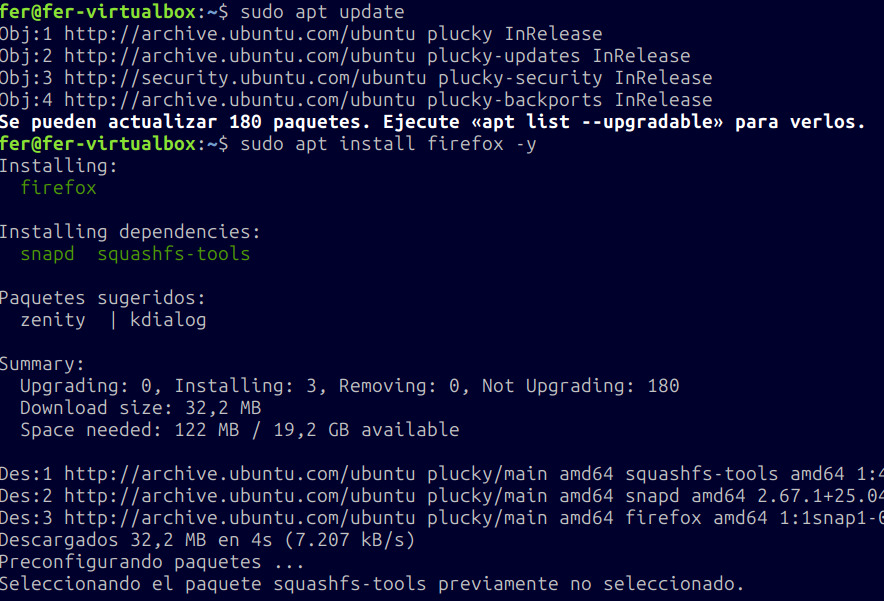 fer@fer-virtualbox:~$ sudo apt update
Obj:1 http://archive.ubuntu.com/ubuntu plucky InRelease
Obj:2 http://archive.ubuntu.com/ubuntu plucky-updates InRelease
Obj:3 http://security.ubuntu.com/ubuntu plucky-security InRelease
Obj:4 http://archive.ubuntu.com/ubuntu plucky-backports InRelease
Se pueden actualizar 180 paquetes. Ejecute «apt list --upgradable» para verlos.
fer@fer-virtualbox:~$ sudo apt install firefox -y
Installing:
  firefox

Installing dependencies:
  snapd  squashfs-tools

Paquetes sugeridos:
  zenity  | kdialog

Summary:
  Upgrading: 0, Installing: 3, Removing: 0, Not Upgrading: 180
  Download size: 32,2 MB
  Space needed: 122 MB / 19,2 GB available

Des:1 http://archive.ubuntu.com/ubuntu plucky/main amd64 squashfs-tools amd64 1:4
Des:2 http://archive.ubuntu.com/ubuntu plucky/main amd64 snapd amd64 2.67.1+25.04
Des:3 http://archive.ubuntu.com/ubuntu plucky/main amd64 firefox amd64 1:1snap1-0
Descargados 32,2 MB en 4s (7.207 kB/s)
Preconfigurando paquetes ...
Seleccionando el paquete squashfs-tools previamente no seleccionado.